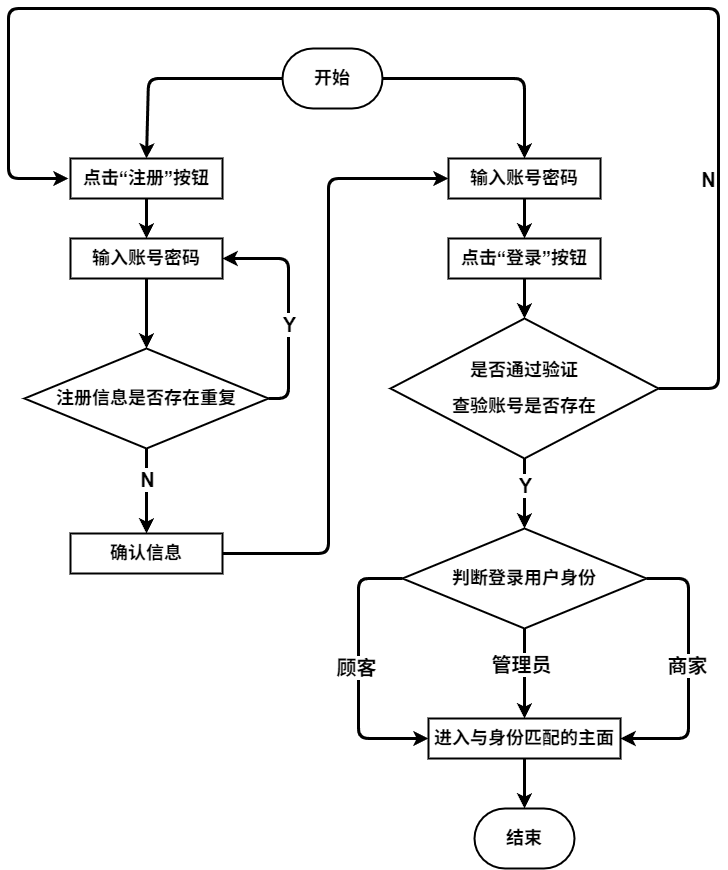 开始
点击“注册”按钮
输入账号密码
Y
注册信息是否存在重复
N
确认信息
输入账号密码
N
点击“登录”按钮
是否通过验证
查验账号是否存在
Y
判断登录用户身份
顾客
管理员
商家
进入与身份匹配的主面
结束